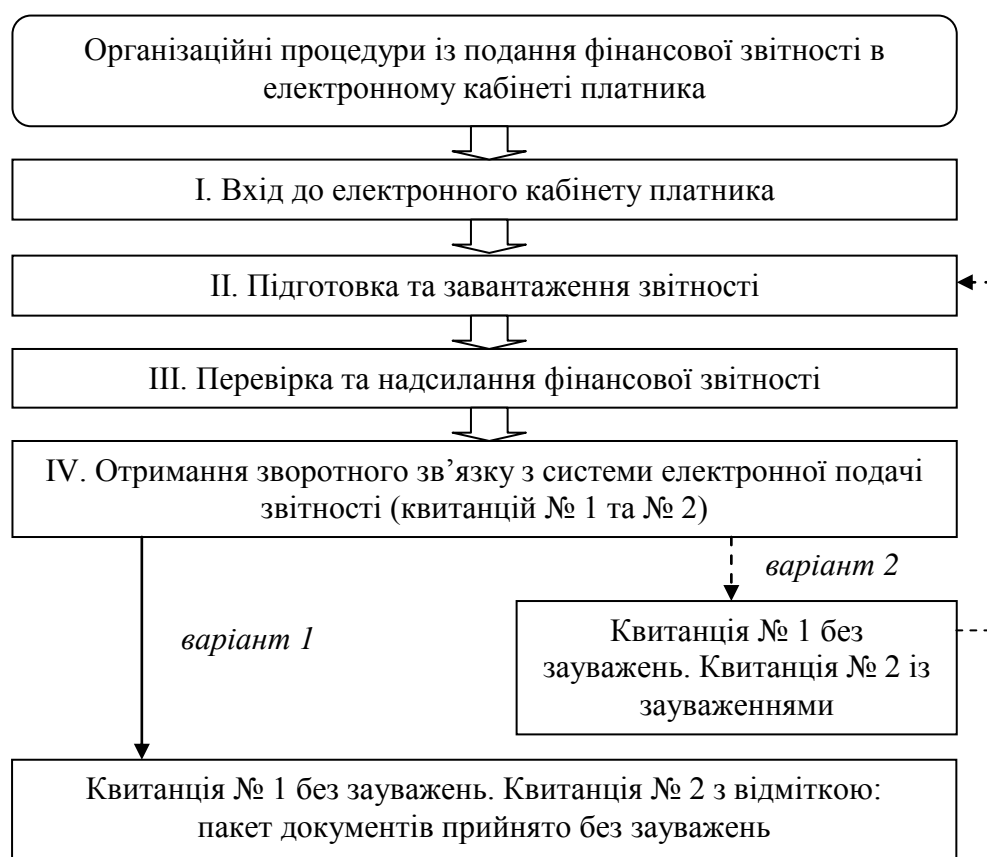 Організаційні процедури із подання фінансової звітності в
електронному кабінеті платника
І. Вхід до електронного кабінету платника
ІІ. Підготовка та завантаження звітності
ІІІ. Перевірка та надсилання фінансової звітності
IV. Отримання зворотного зв’язку з системи електронної подачі
звітності (квитанцій № 1 та № 2)
варіант 2
варіант 1
Квитанція № 1 без
зауважень. Квитанція № 2 із
зауваженнями
Квитанція № 1 без зауважень. Квитанція № 2 з відміткою:
пакет документів прийнято без зауважень